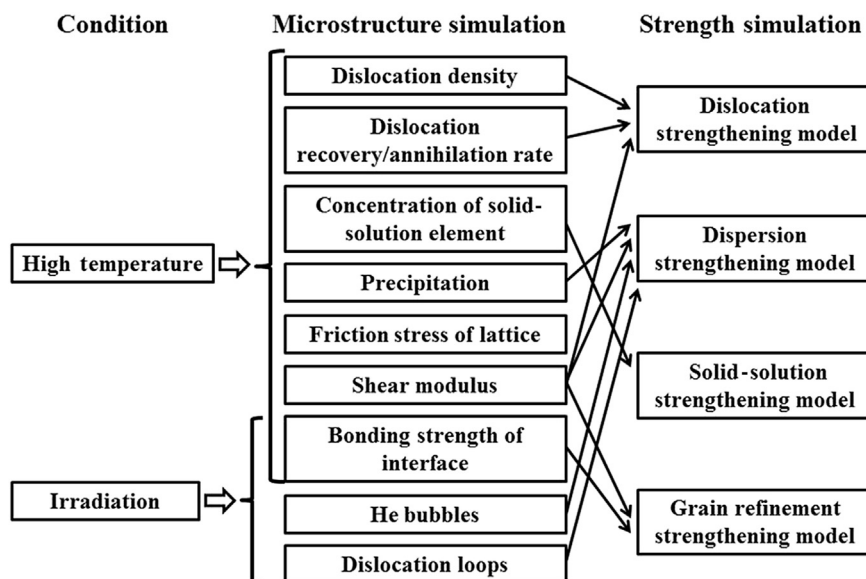 Condition
Microstructure simulation
Strength simulation
High temperature
Irradiation
Dislocation density
Dislocation
recovery/annihilation rate
Concentration of solid-
solution element
Precipitation
Friction stress of lattice
Shear modulus
Bonding strength of
interface
He bubbles
Dislocation loops
Dislocation
strengthening model
Dispersion
strengthening model
Solid-solution
strengthening model
Grain refinement
strengthening model